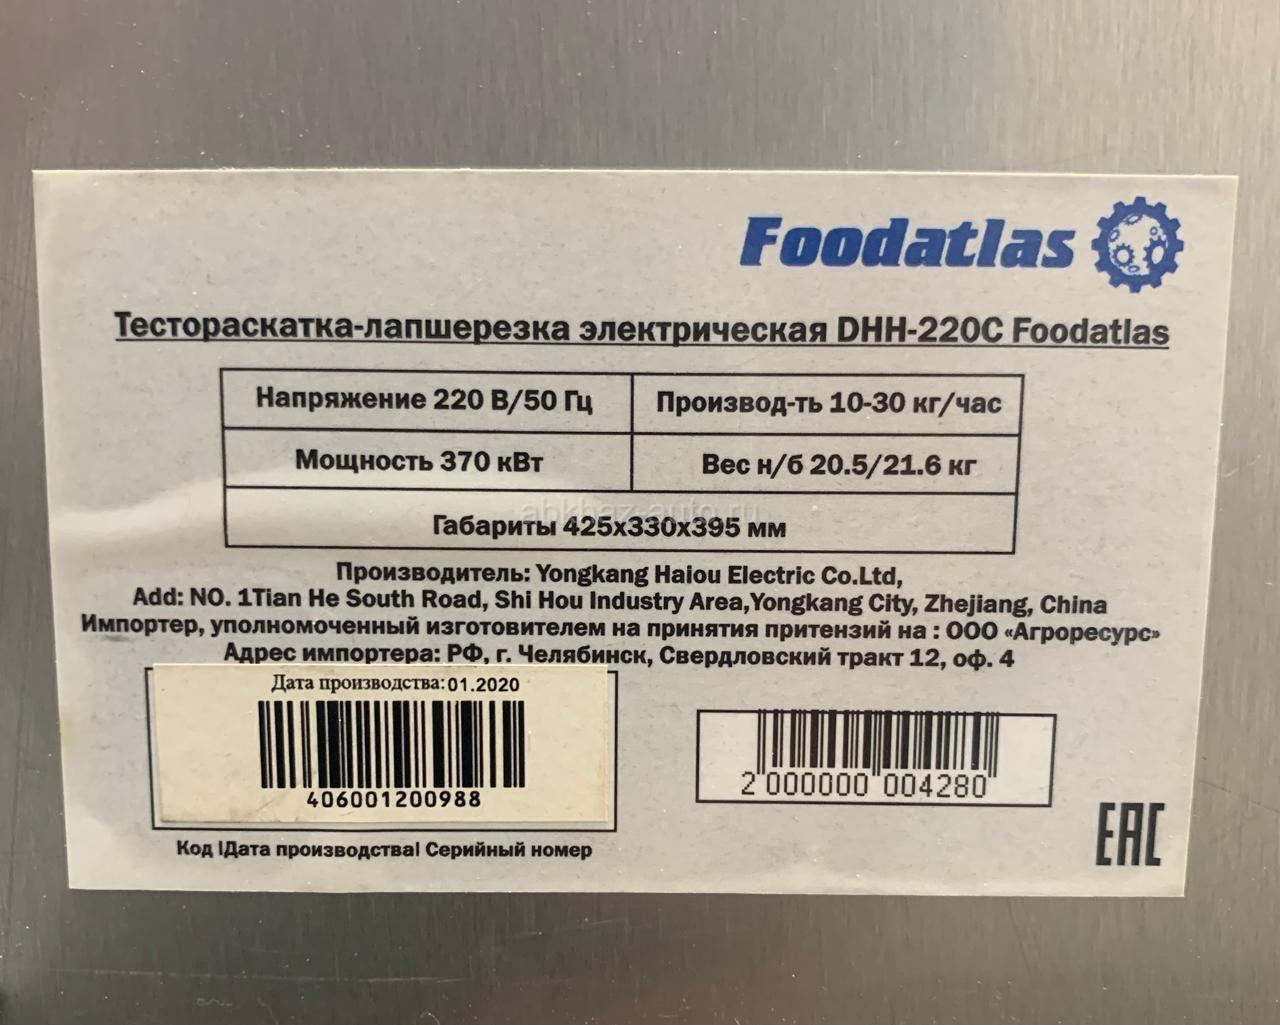 Foodatlas
Тестораскатка-лапшерезка электрическая DHH-220C Foodatlas
Напряжение 220 В/50 Гц
Производ-ть 10-30 кг/час
Мощность 370 кВт
Вес н/б 20.5/21.6 кг
abkhaz-auto.ru
Габариты 425x330x395 мм
Производитель: Yongkang Haiou Electric Co.Ltd,
Add: NO. 1Tian He South Road, Shi Hou Industry Area,Yongkang City, Zhejiang, China
Импортер, уполномоченный изготовителем на принятия притензий на : ООО «Агроресурс»
Адрес импортера: РФ, г. Челябинск, Свердловский тракт 12, оф. 4
Дата производства: 01.2020
406001200988
2 000000 004280
Код |Дата производства| Серийный номер
EAC